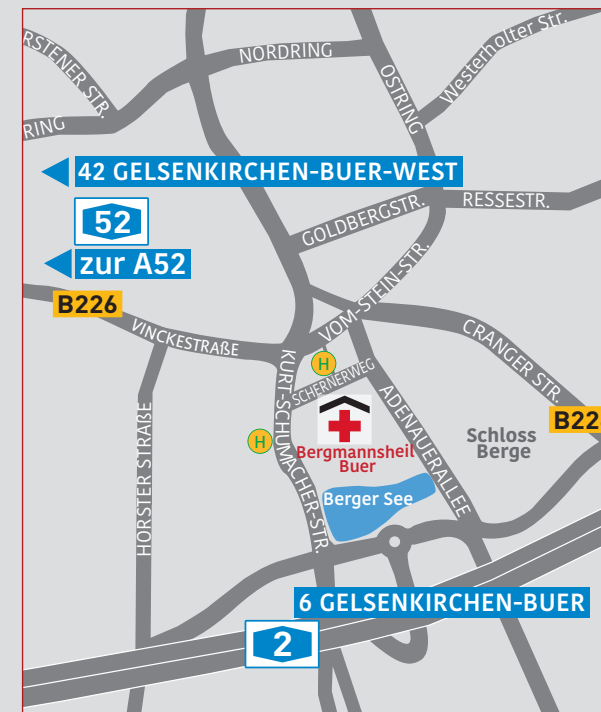 RSTENER STR.
NORDRING
OSTRING
Westerholter Str.
RING
42 GELSENKIRCHEN-BUER-WEST
52
zur A52
GOLDBERGSTR.
RESSESTR.
B226
VINCKESTRAßE
VOM-STEIN-STR.
CRANGER STR.
H
SCHERNERWEG
KURT-SCHUMACHER-STR.
ADENAUERALLEE
B22
HORSTER STRAßE
H
Bergmannsheil
Buer
Schloss
Berge
Berger See
6 GELSENKIRCHEN-BUER
2